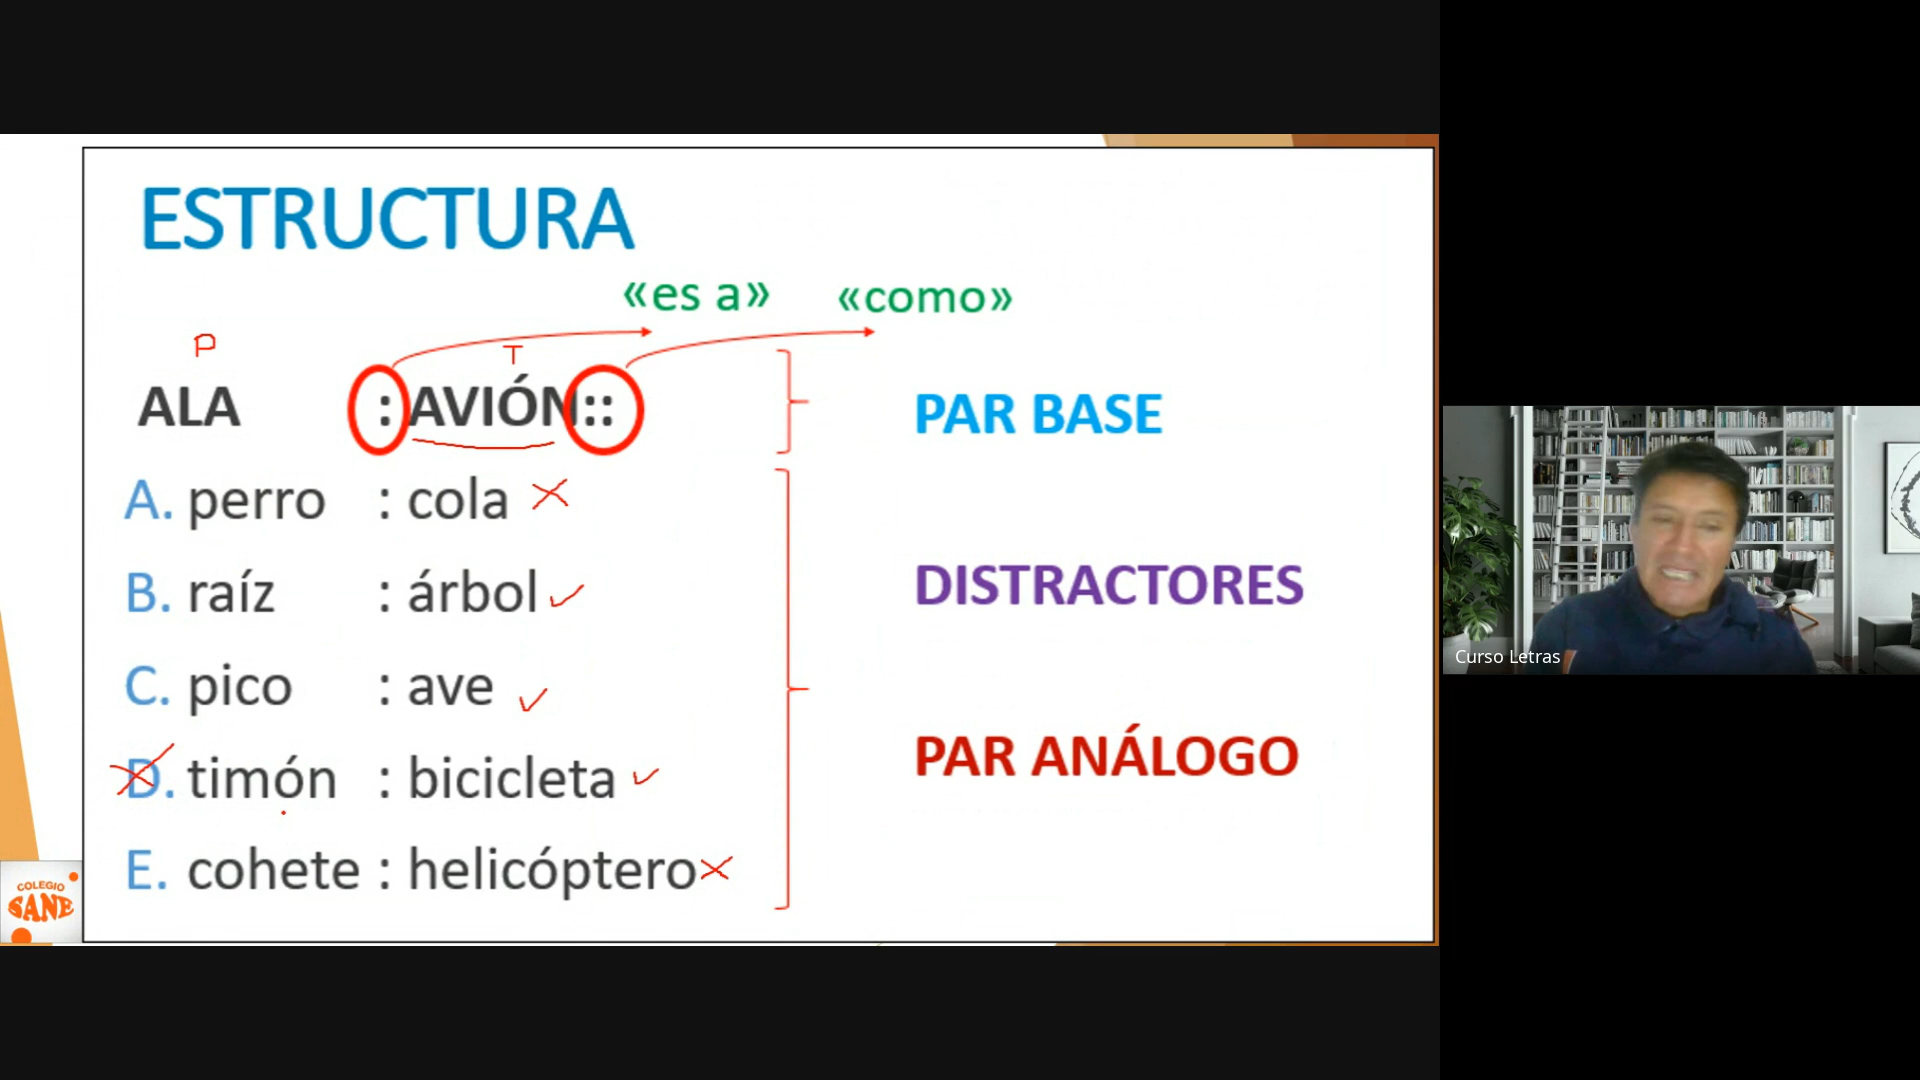 ESTRUCTURA
«es a» «como»
P T
ALA : AVIÓN::
PAR BASE
A. perro : cola
B. raíz : árbol
DISTRACTORES
C. pico : ave
D. timón : bicicleta
PAR ANÁLOGO
E. cohete : helicóptero
COLEGIO
SANE
Curso Letras